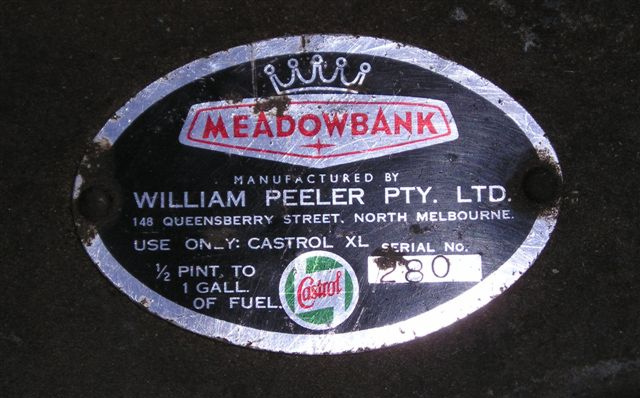 MEADOWBANK
MANUFACTURED BY
WILLIAM PEELER PTY. LTD.
148 QUEENSBERRY STREET, NORTH MELBOURNE.
USE ONLY: CASTROL XL SERIAL NO.
280
½ PINT. TO
1 GALL.
OF FUEL.
Castrol